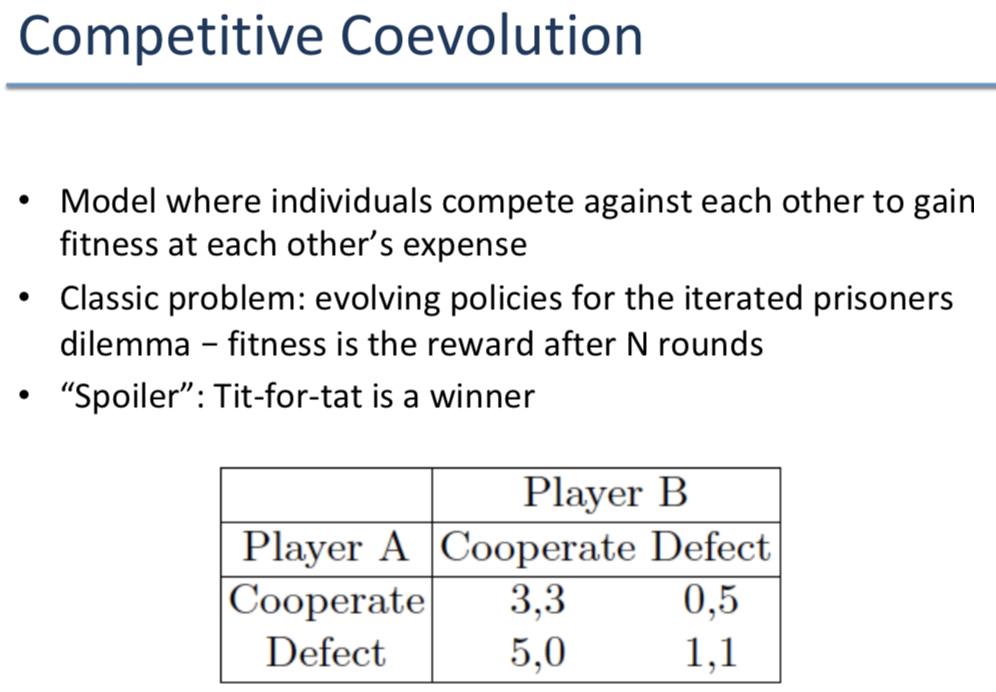 Competitive Coevolution
• Model where individuals compete against each other to gain
fitness at each other’s expense
• Classic problem: evolving policies for the iterated prisoners
dilemma – fitness is the reward after N rounds
• “Spoiler”: Tit-for-tat is a winner
Player B
Player A Cooperate Defect
Cooperate 3,3 0,5
Defect 5,0 1,1